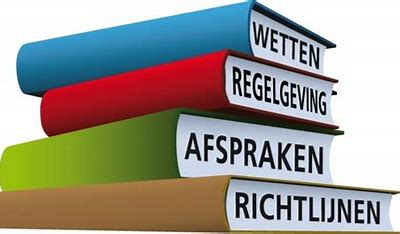 WETTEN
REGELGEVING
AFSPRAKEN
RICHTLIJNEN